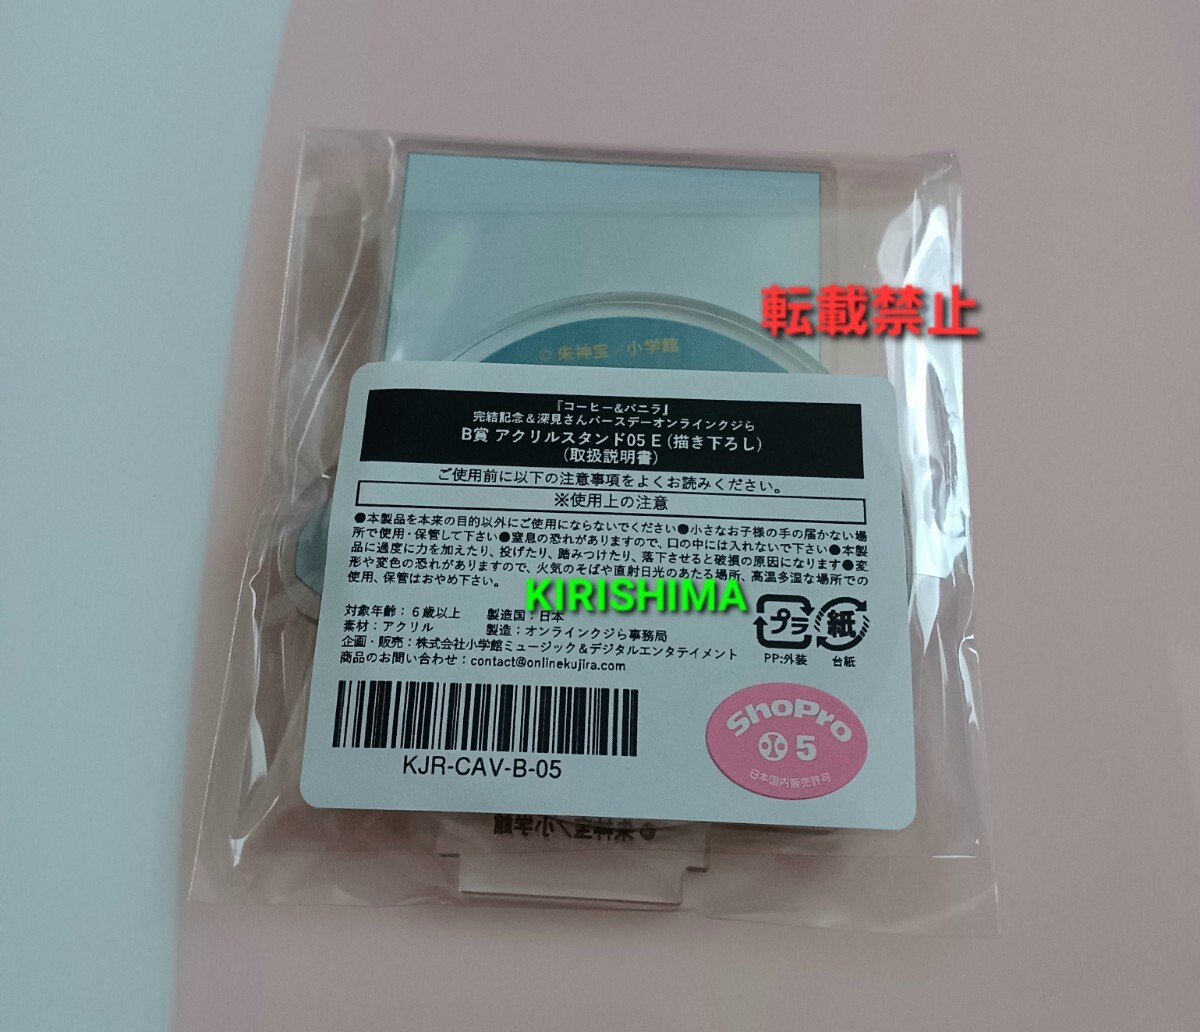 転載禁止
© 朱神宝／小学館
『コーヒー&バニラ』
完結記念&深見さんバースデーオンラインクジら
B賞 アクリルスタンド05 E (描き下ろし)
(取扱説明書)
ご使用前に以下の注意事項をよくお読みください。
※使用上の注意
●本製品を本来の目的以外にご使用にならないでください●小さなお子様の手の届かない場
所で使用・保管して下さい●窒息の恐れがありますので、口の中には入れないで下さい●本製
品に過度に力を加えたり、投げたり、踏みつけたり、落下させると破損の原因になります●変
形や変色の恐れがありますので、火気のそばや直射日光のあたる場所、高温多湿な場所での
使用、保管はおやめ下さい。
KIRISHIMA
対象年齢：６歳以上 製造国：日本
素材：アクリル 製造：オンラインクジら事務局
企画・販売：株式会社小学館ミュージック＆デジタルエンタテイメント
商品のお問い合わせ：contact@onlinekujira.com
プラ
PP:外装
紙
台紙
KJR-CAV-B-05
ShoPro
5
日本国内販売許可
© 朱神宝／小学館